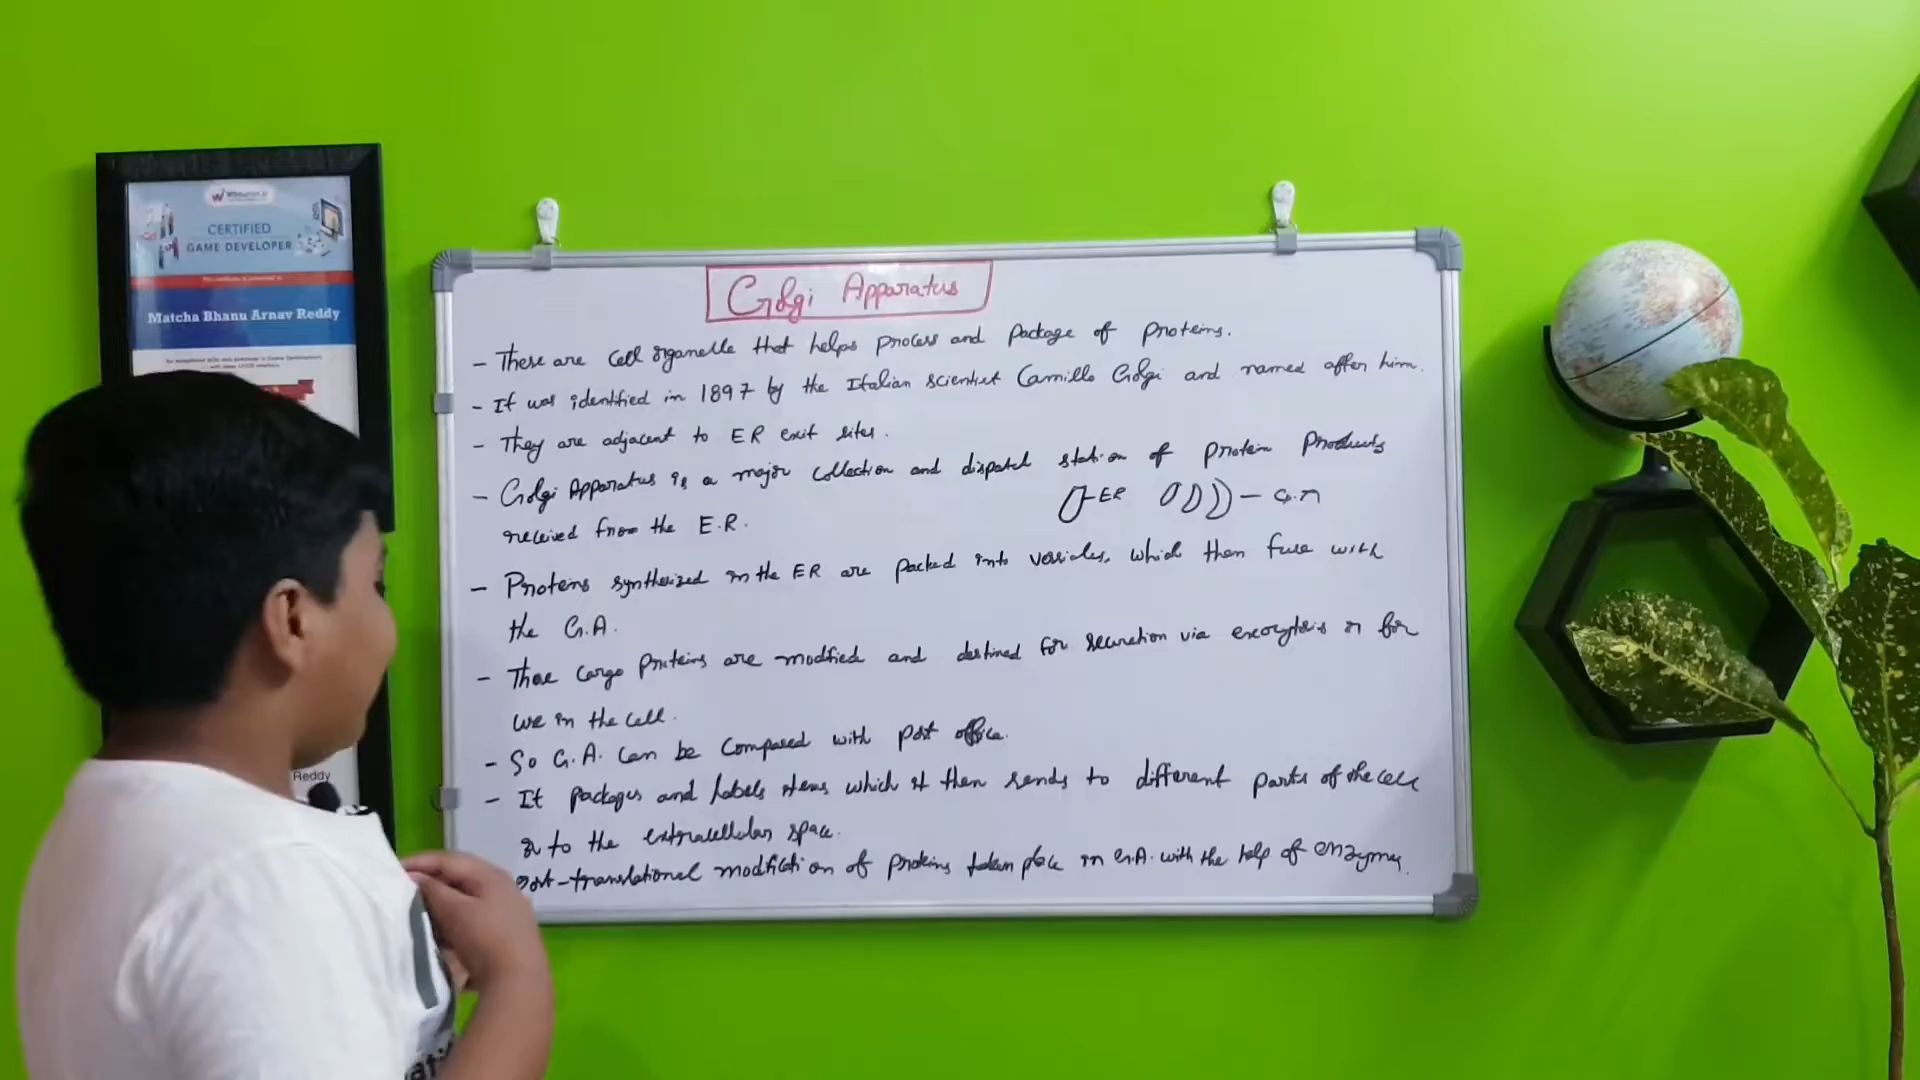 CERTIFIED
GAME DEVELOPER
Matcha Bhanu Arnav Reddy
Reddy
Golgi Apparatus
- These are cell organelle that helps process and package of proteins.
- It was identified in 1897 by the Italian scientist Camillo Golgi and named after him.
- They are adjacent to ER exit sites.
- Golgi Apparatus is a major collection and dispatch station of protein products
received from the E.R.
ER
- Proteins synthesized in the ER are packed into vesicles, which then fuse with
the G.A.
- These cargo proteins are modified and destined for secretion via exocytosis or for
use in the cell.
- So G.A. can be compared with post office.
- It packages and labels items which it then sends to different parts of the cell
or to the extracellular space.
post-translational modification of proteins taken place in G.A. with the help of enzymes.